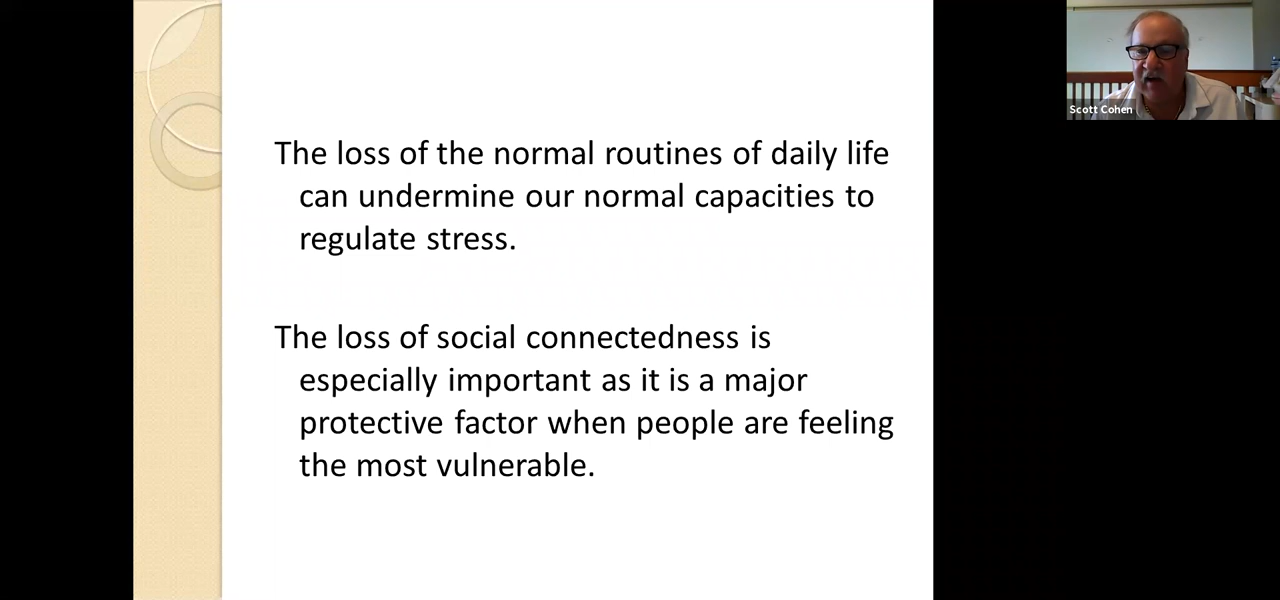 The loss of the normal routines of daily life
can undermine our normal capacities to
regulate stress.
The loss of social connectedness is
especially important as it is a major
protective factor when people are feeling
the most vulnerable.
Scott Cohen